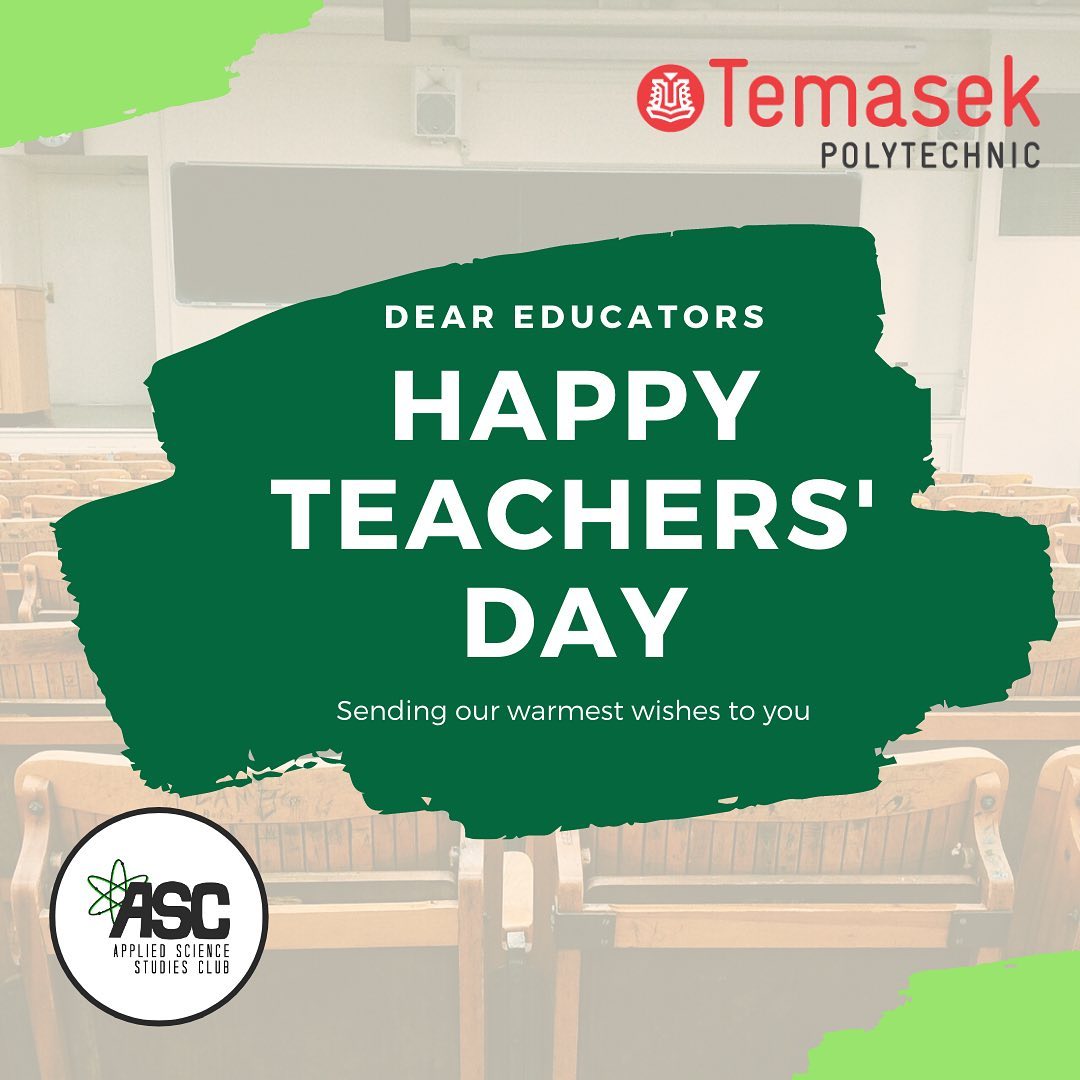 Temasek
POLYTECHNIC
DEAR EDUCATORS
HAPPY
TEACHERS'
DAY
Sending our warmest wishes to you
ASC
APPLIED SCIENCE
STUDIES CLUB